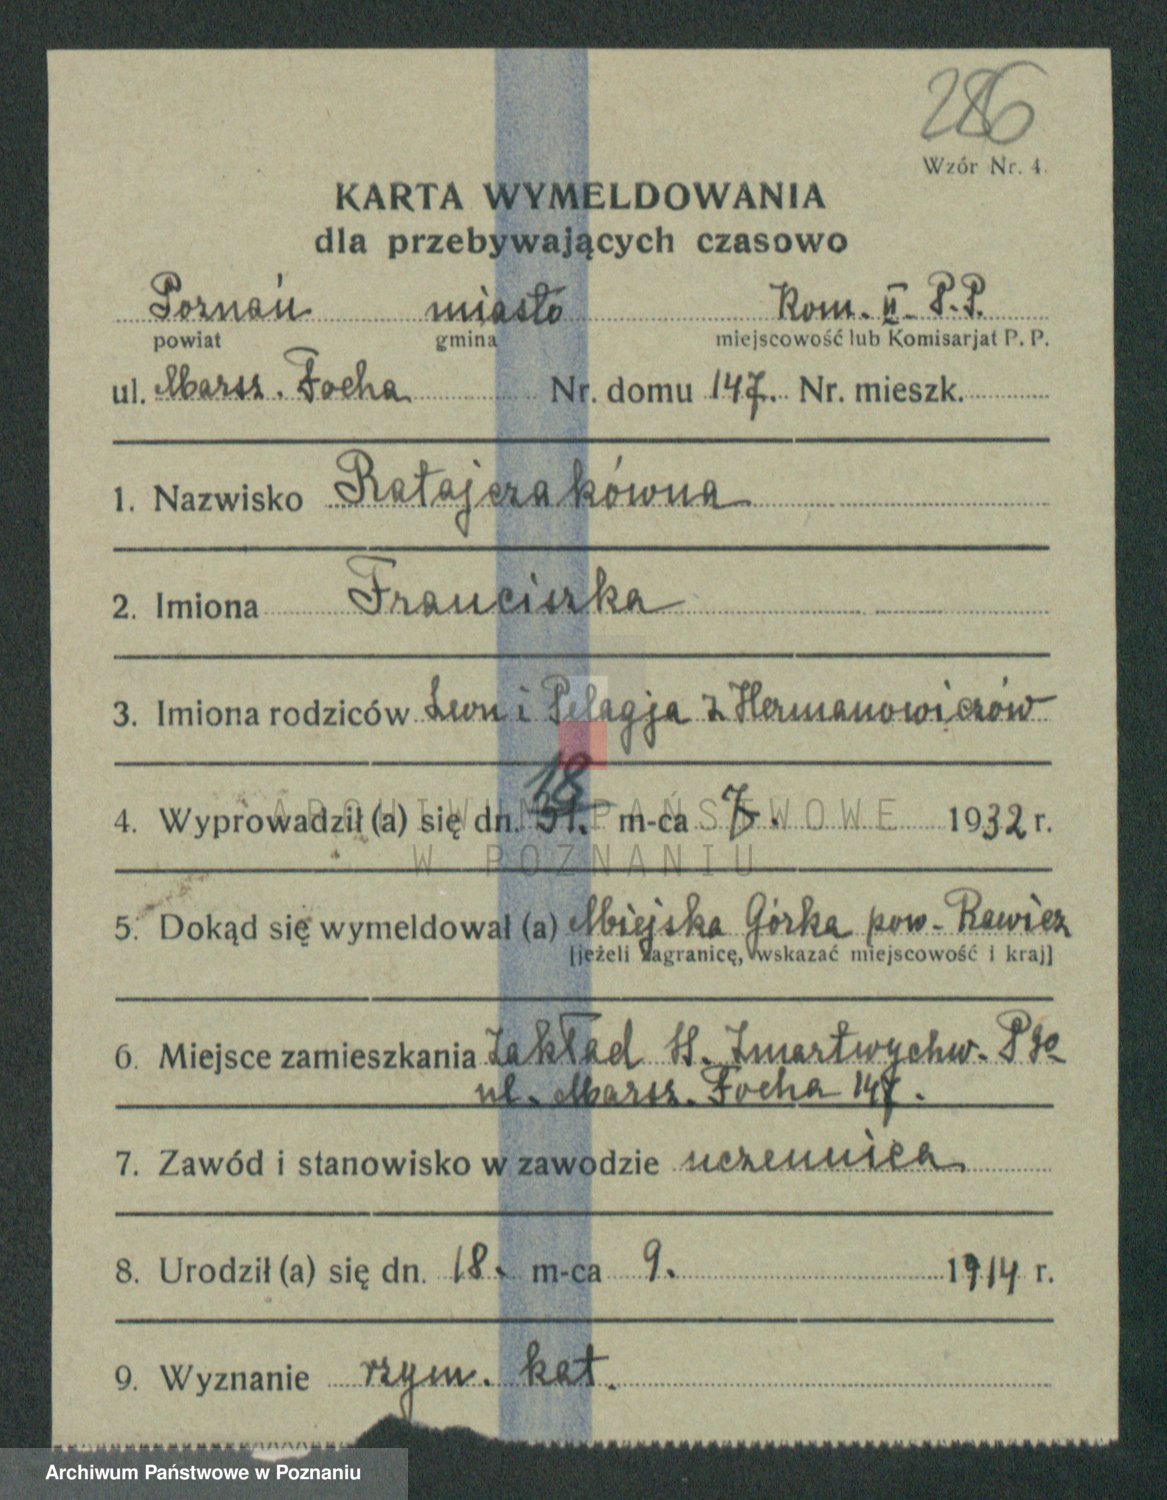 286
Wzór Nr. 4.
KARTA WYMELDOWANIA
dla przebywających czasowo
Poznań miasto Kom. II. P.P.
powiat gmina miejscowość lub Komisarjat P. P.
ul. Marsz. Focha Nr. domu 147. Nr. mieszk.
1. Nazwisko Ratajczakówna
2. Imiona Franciszka
3. Imiona rodziców Leon i Pelagja z Hermanowiczów
18
4. Wyprowadził (a) się dn. 31. m-ca 7. 1932 r.
ARCHIWUM PAŃSTWOWE
W POZNANIU
5. Dokąd się wymeldował (a) Miejska Górka pow. Rawicz
[jeżeli zagranicę, wskazać miejscowość i kraj]
6. Miejsce zamieszkania Zakład SS. Zmartwychw. P
ul. Marsz. Focha 147.
7. Zawód i stanowisko w zawodzie uczennica
8. Urodził (a) się dn. 18. m-ca 9. 1914 r.
9. Wyznanie rzym. kat.
Archiwum Państwowe w Poznaniu